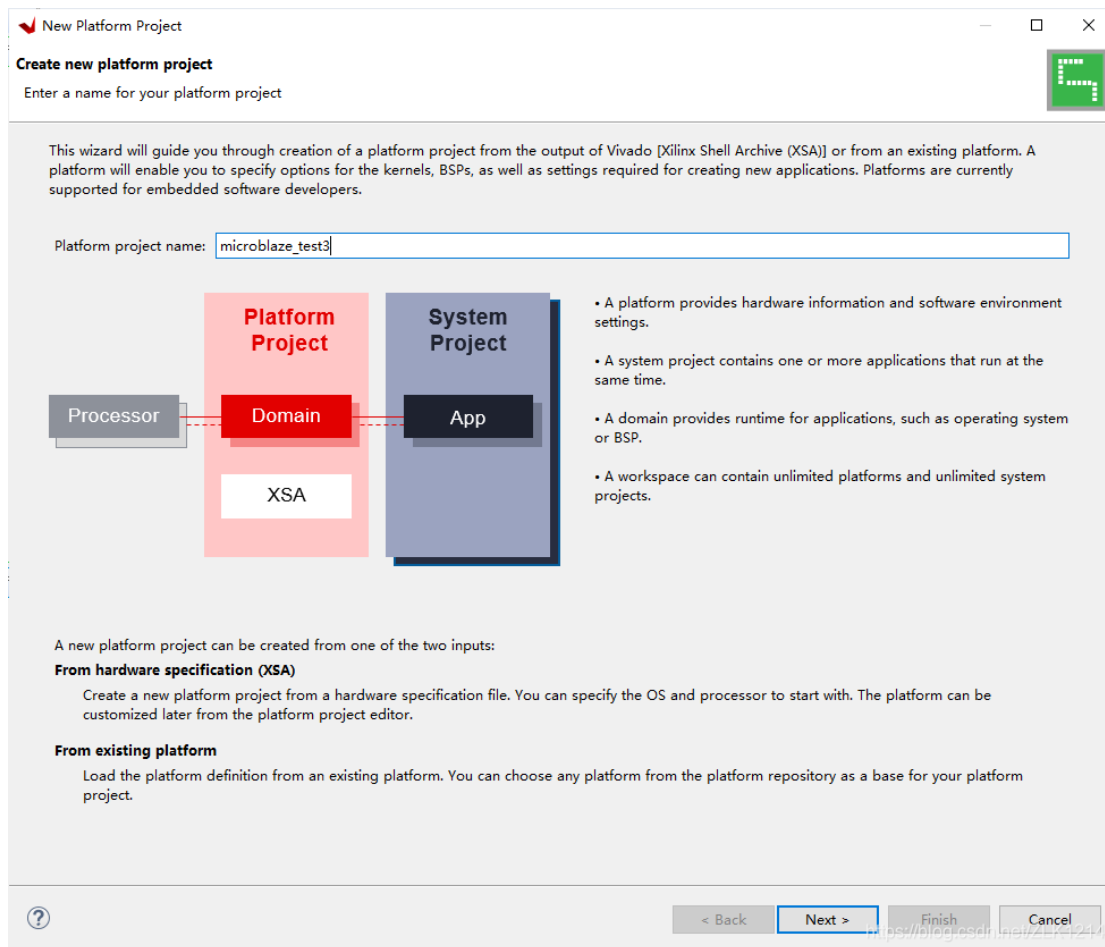 New Platform Project
Create new platform project
Enter a name for your platform project
This wizard will guide you through creation of a platform project from the output of Vivado [Xilinx Shell Archive (XSA)] or from an existing platform. A
platform will enable you to specify options for the kernels, BSPs, as well as settings required for creating new applications. Platforms are currently
supported for embedded software developers.
Platform project name: microblaze_test3
Platform
Project
System
Project
Processor
Domain
App
XSA
• A platform provides hardware information and software environment
settings.
• A system project contains one or more applications that run at the
same time.
• A domain provides runtime for applications, such as operating system
or BSP.
• A workspace can contain unlimited platforms and unlimited system
projects.
A new platform project can be created from one of the two inputs:
From hardware specification (XSA)
Create a new platform project from a hardware specification file. You can specify the OS and processor to start with. The platform can be
customized later from the platform project editor.
From existing platform
Load the platform definition from an existing platform. You can choose any platform from the platform repository as a base for your platform
project.
< Back
Next >
Finish
Cancel